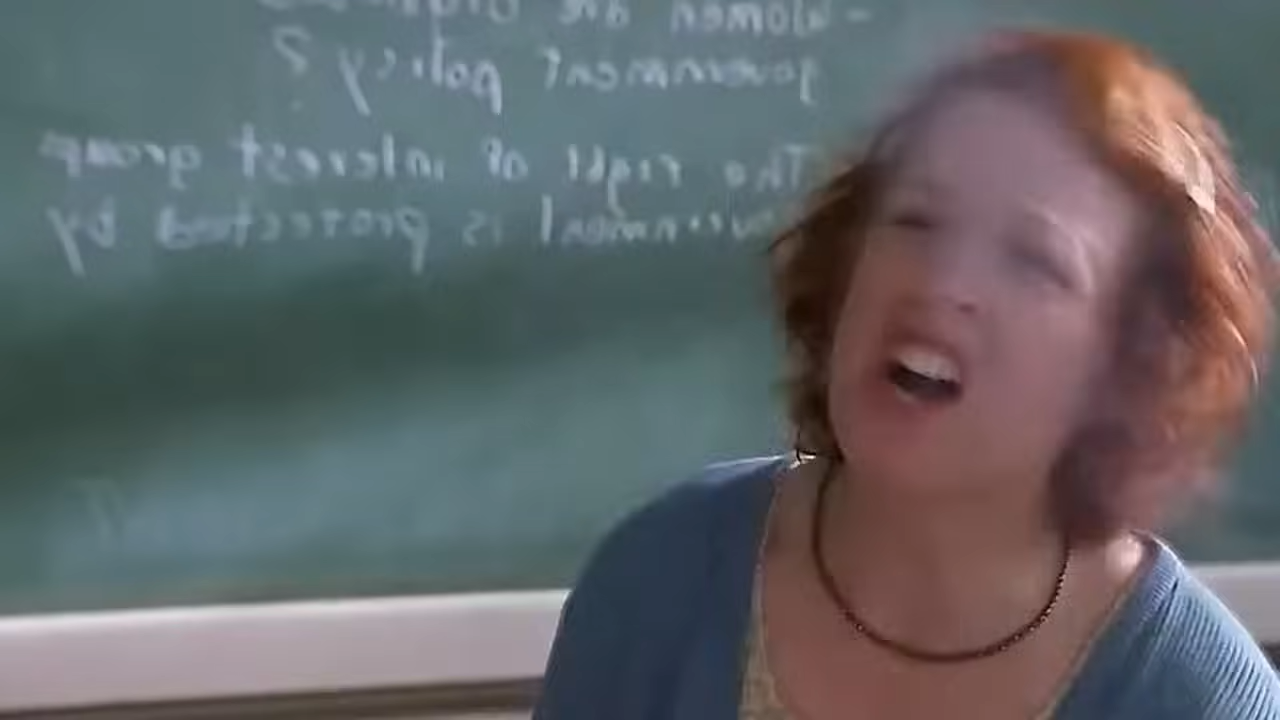 - Women are
government policy?
The right of interest group
is protected by